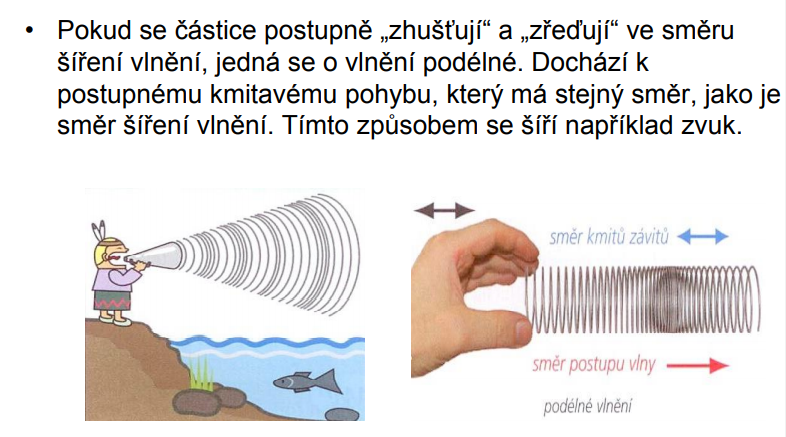 • Pokud se částice postupně „zhušťují“ a „zřeďují“ ve směru
šíření vlnění, jedná se o vlnění podélné. Dochází k
postupnému kmitavému pohybu, který má stejný směr, jako je
směr šíření vlnění. Tímto způsobem se šíří například zvuk.
směr kmitů závitů
směr postupu vlny
podélné vlnění